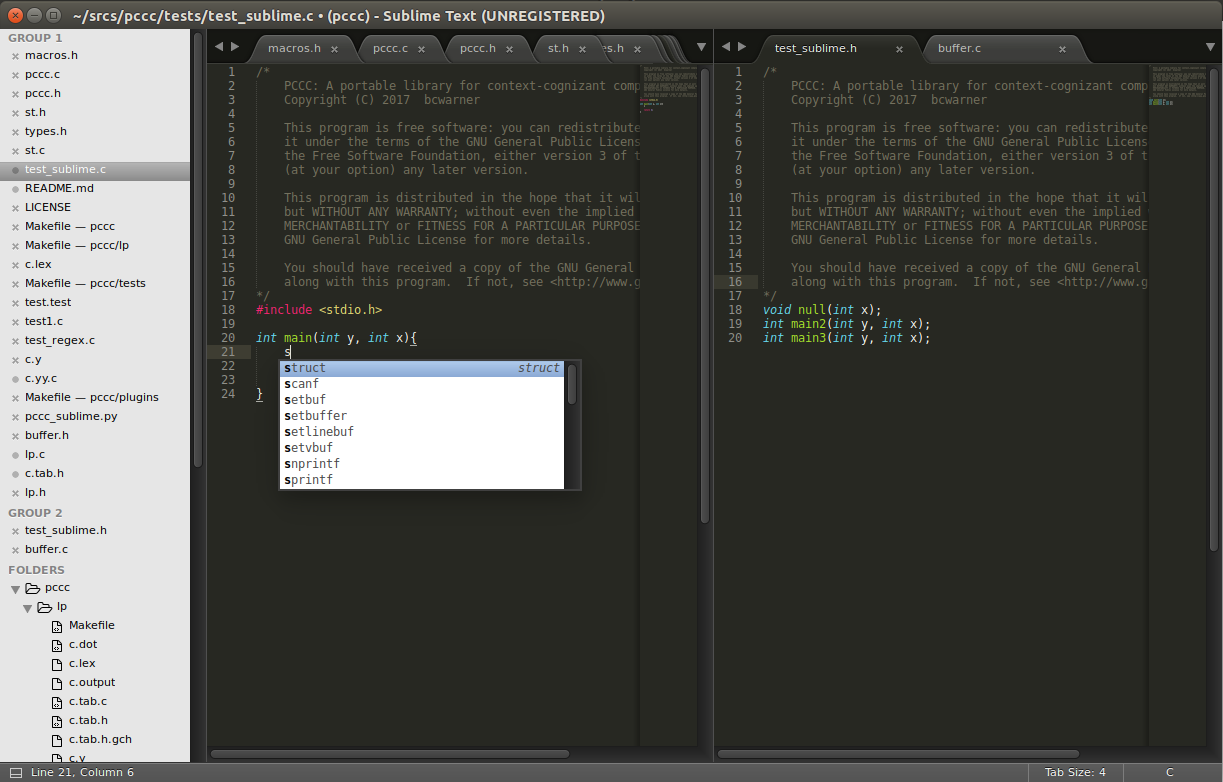 ~/srcs/pccc/tests/test_sublime.c • (pccc) - Sublime Text (UNREGISTERED)
GROUP 1
macros.h
pccc.c
pccc.h
st.h
types.h
st.c
test_sublime.c
README.md
LICENSE
Makefile — pccc
Makefile — pccc/lp
c.lex
Makefile — pccc/tests
test.test
test1.c
test_regex.c
c.y
c.yy.c
Makefile — pccc/plugins
pccc_sublime.py
buffer.h
lp.c
c.tab.h
lp.h
GROUP 2
test_sublime.h
buffer.c
FOLDERS
pccc
lp
Makefile
c.dot
c.lex
c.output
c.tab.c
c.tab.h
c.tab.h.gch
c.y
macros.h pccc.c pccc.h st.h es.h
1 /*
2 PCCC: A portable library for context-cognizant comp
3 Copyright (C) 2017  bcwarner
4
5 This program is free software: you can redistribute
6 it under the terms of the GNU General Public Licens
7 the Free Software Foundation, either version 3 of t
8 (at your option) any later version.
9
10 This program is distributed in the hope that it wil
11 but WITHOUT ANY WARRANTY; without even the implied
12 MERCHANTABILITY or FITNESS FOR A PARTICULAR PURPOSE
13 GNU General Public License for more details.
14
15 You should have received a copy of the GNU General
16 along with this program.  If not, see <http://www.g
17 */
18 #include <stdio.h>
19
20 int main(int y, int x){
21 s
22
23
24 }
struct struct
scanf
setbuf
setbuffer
setlinebuf
setvbuf
snprintf
sprintf
test_sublime.h buffer.c
1 /*
2 PCCC: A portable library for context-cognizant comp
3 Copyright (C) 2017  bcwarner
4
5 This program is free software: you can redistribute
6 it under the terms of the GNU General Public Licens
7 the Free Software Foundation, either version 3 of t
8 (at your option) any later version.
9
10 This program is distributed in the hope that it wil
11 but WITHOUT ANY WARRANTY; without even the implied
12 MERCHANTABILITY or FITNESS FOR A PARTICULAR PURPOSE
13 GNU General Public License for more details.
14
15 You should have received a copy of the GNU General
16 along with this program.  If not, see <http://www.g
17 */
18 void null(int x);
19 int main2(int y, int x);
20 int main3(int y, int x);
Line 21, Column 6 Tab Size: 4 C